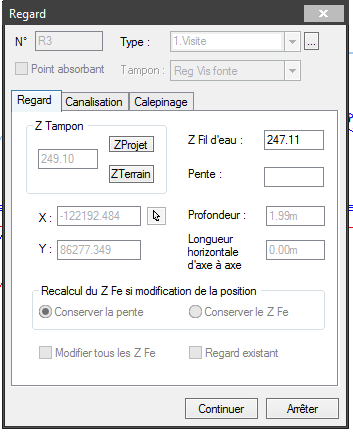 Regard
N° R3 Type : 1.Visite ...
Point absorbant Tampon : Reg Vis fonte
Regard Canalisation Calepinage
Z Tampon
249.10 ZProjet
ZTerrain
Z Fil d'eau : 247.11
Pente :
X : -122192.484
Y : 86277.349
Profondeur : 1.99m
Longueur
horizontale
d'axe à axe
0.00m
Recalcul du Z Fe si modification de la position
Conserver la pente Conserver le Z Fe
Modifier tous les Z Fe Regard existant
Continuer Arrêter